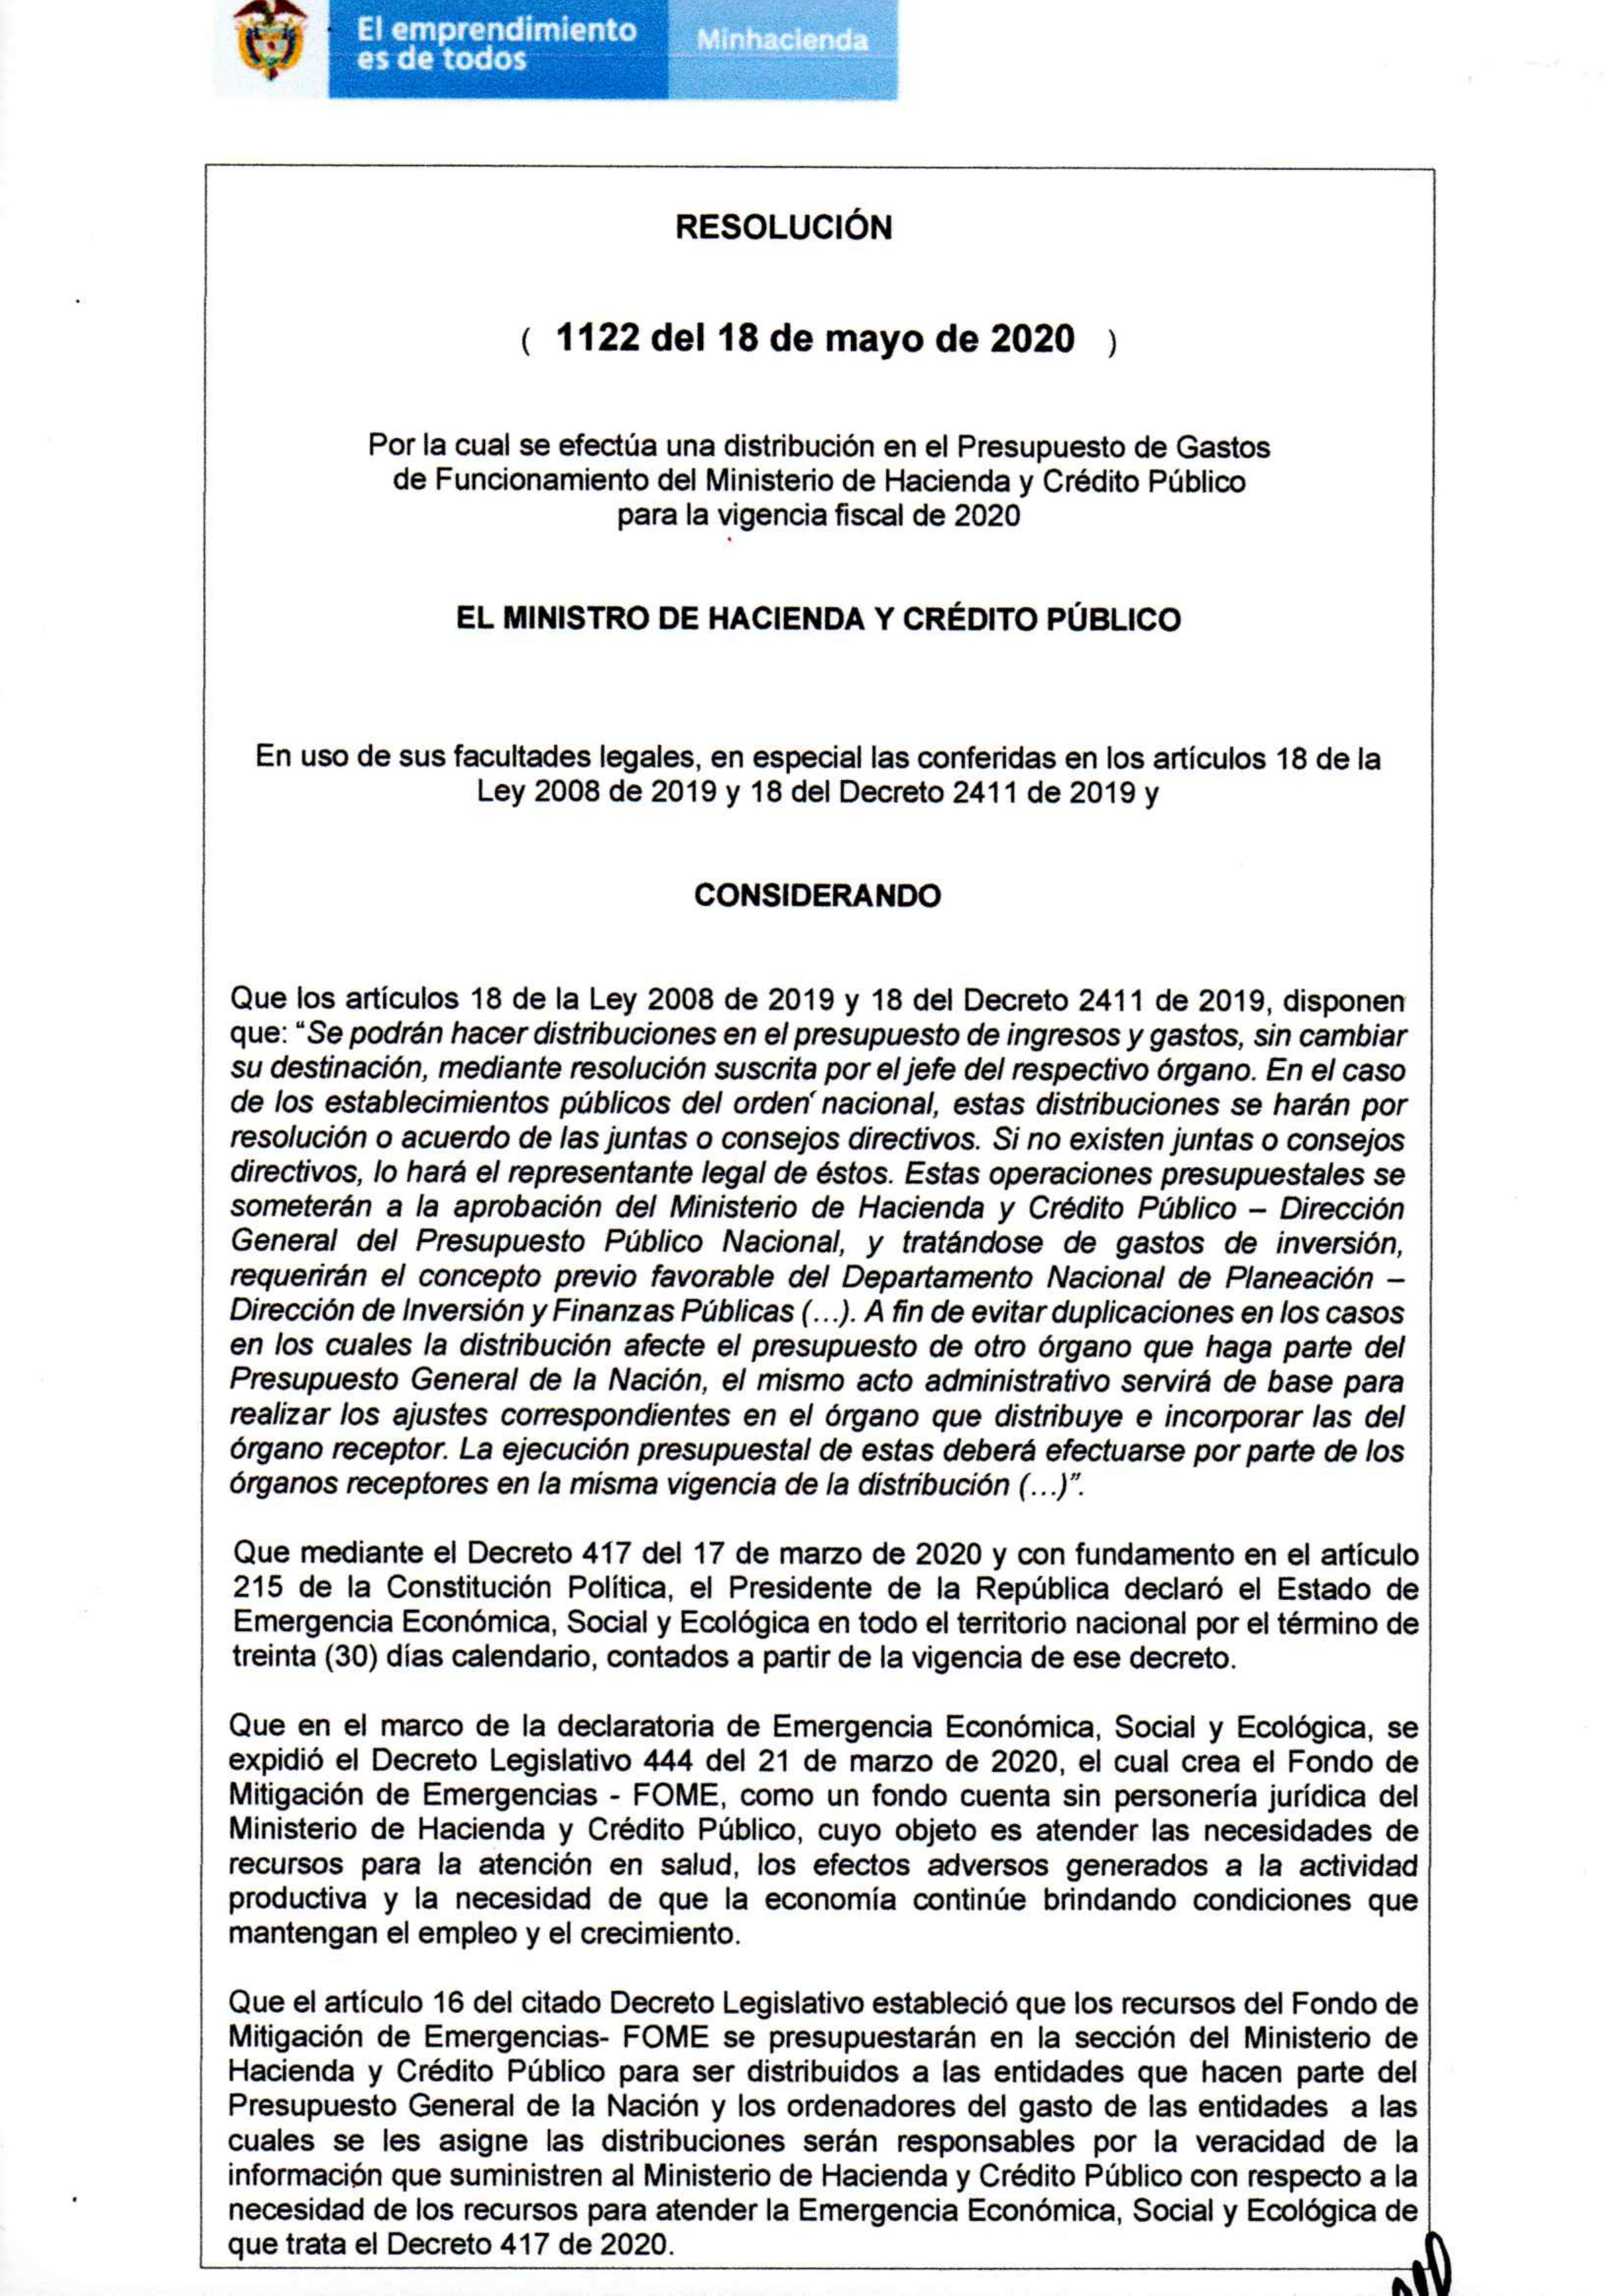 El emprendimiento
es de todos
Minhacienda
RESOLUCIÓN
( 1122 del 18 de mayo de 2020 )
Por la cual se efectúa una distribución en el Presupuesto de Gastos
de Funcionamiento del Ministerio de Hacienda y Crédito Público
para la vigencia fiscal de 2020
EL MINISTRO DE HACIENDA Y CRÉDITO PÚBLICO
En uso de sus facultades legales, en especial las conferidas en los artículos 18 de la
Ley 2008 de 2019 y 18 del Decreto 2411 de 2019 y
CONSIDERANDO
Que los artículos 18 de la Ley 2008 de 2019 y 18 del Decreto 2411 de 2019, disponen
que: “Se podrán hacer distribuciones en el presupuesto de ingresos y gastos, sin cambiar
su destinación, mediante resolución suscrita por el jefe del respectivo órgano. En el caso
de los establecimientos públicos del orden nacional, estas distribuciones se harán por
resolución o acuerdo de las juntas o consejos directivos. Si no existen juntas o consejos
directivos, lo hará el representante legal de éstos. Estas operaciones presupuestales se
someterán a la aprobación del Ministerio de Hacienda y Crédito Público – Dirección
General del Presupuesto Público Nacional, y tratándose de gastos de inversión,
requerirán el concepto previo favorable del Departamento Nacional de Planeación –
Dirección de Inversión y Finanzas Públicas (...). A fin de evitar duplicaciones en los casos
en los cuales la distribución afecte el presupuesto de otro órgano que haga parte del
Presupuesto General de la Nación, el mismo acto administrativo servirá de base para
realizar los ajustes correspondientes en el órgano que distribuye e incorporar las del
órgano receptor. La ejecución presupuestal de estas deberá efectuarse por parte de los
órganos receptores en la misma vigencia de la distribución (...)”.
Que mediante el Decreto 417 del 17 de marzo de 2020 y con fundamento en el artículo
215 de la Constitución Política, el Presidente de la República declaró el Estado de
Emergencia Económica, Social y Ecológica en todo el territorio nacional por el término de
treinta (30) días calendario, contados a partir de la vigencia de ese decreto.
Que en el marco de la declaratoria de Emergencia Económica, Social y Ecológica, se
expidió el Decreto Legislativo 444 del 21 de marzo de 2020, el cual crea el Fondo de
Mitigación de Emergencias - FOME, como un fondo cuenta sin personería jurídica del
Ministerio de Hacienda y Crédito Público, cuyo objeto es atender las necesidades de
recursos para la atención en salud, los efectos adversos generados a la actividad
productiva y la necesidad de que la economía continúe brindando condiciones que
mantengan el empleo y el crecimiento.
Que el artículo 16 del citado Decreto Legislativo estableció que los recursos del Fondo de
Mitigación de Emergencias- FOME se presupuestarán en la sección del Ministerio de
Hacienda y Crédito Público para ser distribuidos a las entidades que hacen parte del
Presupuesto General de la Nación y los ordenadores del gasto de las entidades a las
cuales se les asigne las distribuciones serán responsables por la veracidad de la
información que suministren al Ministerio de Hacienda y Crédito Público con respecto a la
necesidad de los recursos para atender la Emergencia Económica, Social y Ecológica de
que trata el Decreto 417 de 2020.